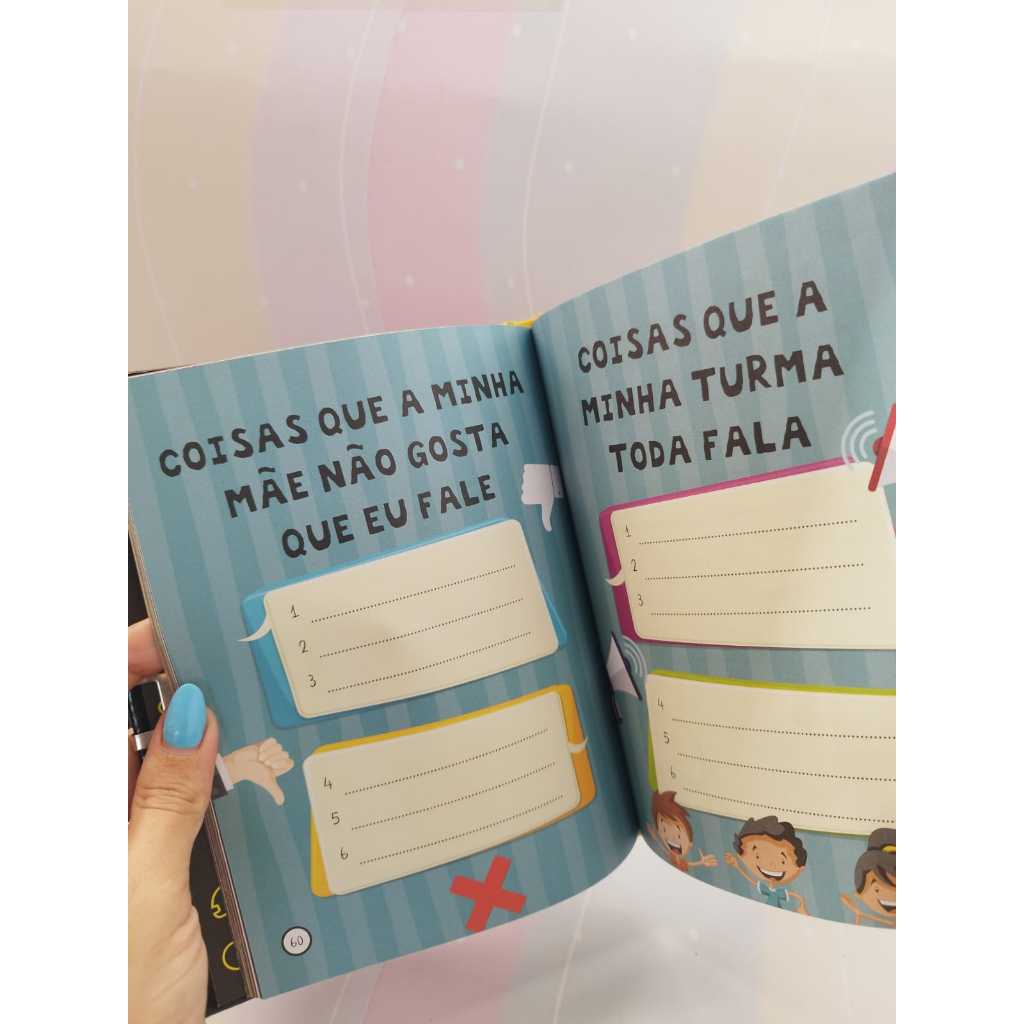 COISAS QUE A MINHA
MÃE NÃO GOSTA
QUE EU FALE
1
2
3
4
5
6
60
COISAS QUE A
MINHA TURMA
TODA FALA
1
2
3
4
5
6